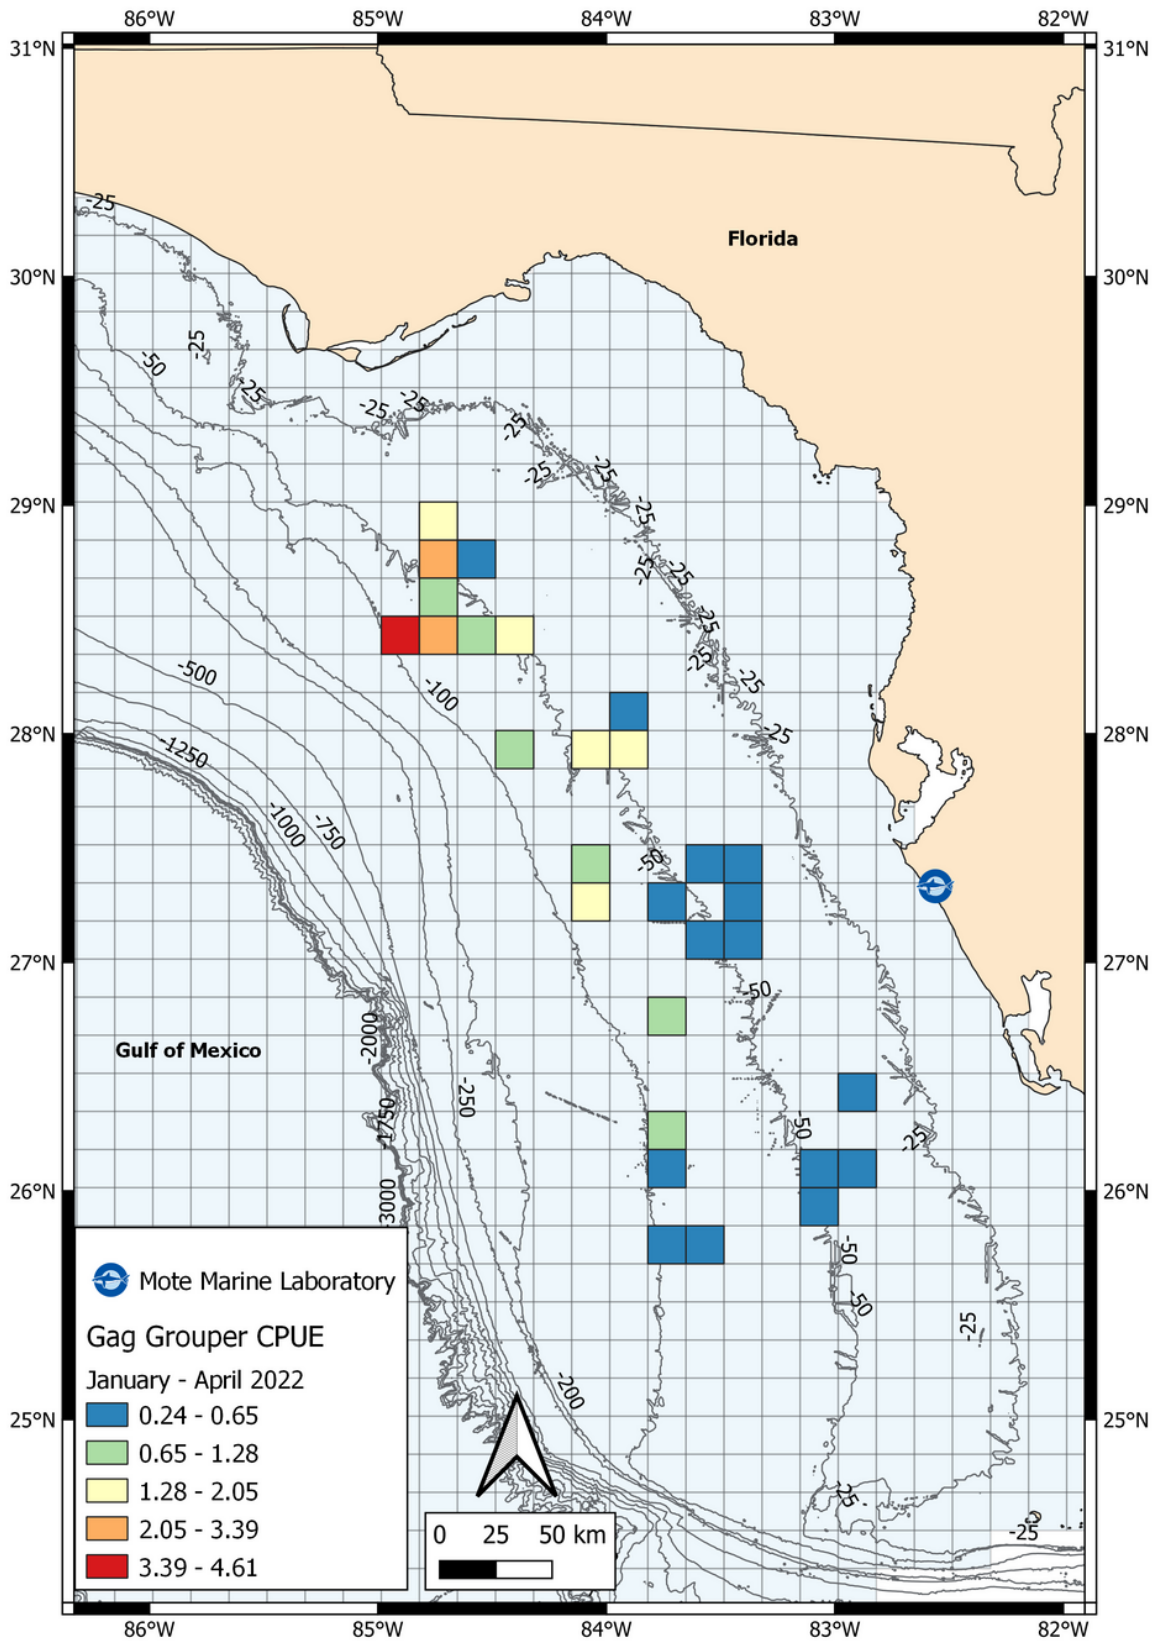 86°W 85°W 84°W 83°W 82°W
31°N 31°N
-25
Florida
30°N 30°N
-25
-50
-25
-25 -25
-25
-25 -25
29°N -25 29°N
-25 -25
-25
-25
-500 -100 -25
28°N -25 28°N
-1250
-1000 -750
-50
27°N 27°N
-50
-2000
Gulf of Mexico
-250
-1750 -50
-25
26°N -3000 26°N
-50
-50
-25
25°N -200 25°N
-25
-25
Mote Marine Laboratory
Gag Grouper CPUE
January - April 2022
0.24 - 0.65
0.65 - 1.28
1.28 - 2.05
2.05 - 3.39
3.39 - 4.61
0 25 50 km
86°W 85°W 84°W 83°W 82°W